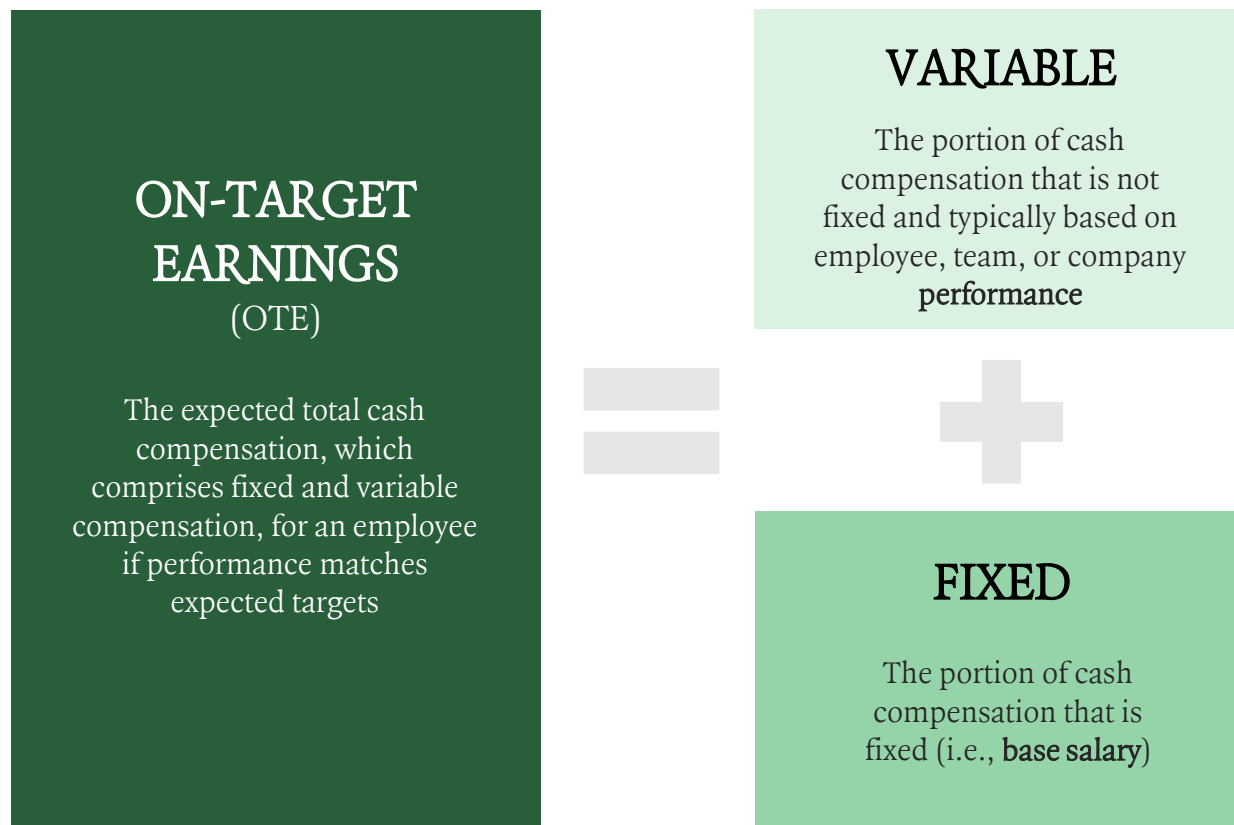 ON-TARGET
EARNINGS
(OTE)
The expected total cash
compensation, which
comprises fixed and variable
compensation, for an employee
if performance matches
expected targets
VARIABLE
The portion of cash
compensation that is not
fixed and typically based on
employee, team, or company
performance
FIXED
The portion of cash
compensation that is
fixed (i.e., base salary)